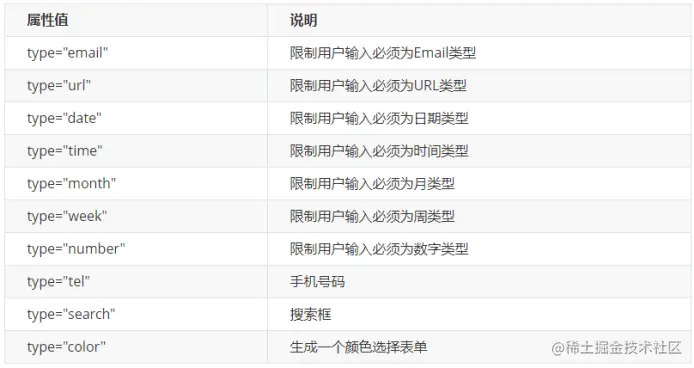 属性值 说明
type="email" 限制用户输入必须为Email类型
type="url" 限制用户输入必须为URL类型
type="date" 限制用户输入必须为日期类型
type="time" 限制用户输入必须为时间类型
type="month" 限制用户输入必须为月类型
type="week" 限制用户输入必须为周类型
type="number" 限制用户输入必须为数字类型
type="tel" 手机号码
type="search" 搜索框
type="color" 生成一个颜色选择表单
@稀土掘金技术社区